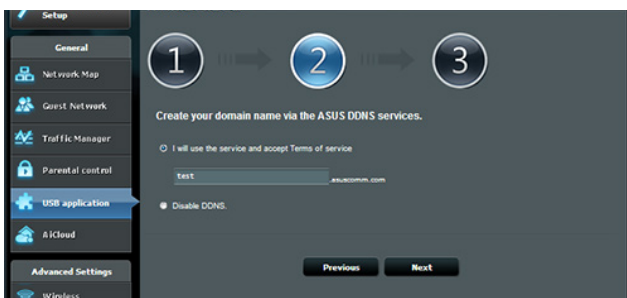 Setup
General
Network Map
Guest Network
Traffic Manager
Parental control
USB application
AiCloud
Advanced Settings
Wireless
1
2
3
Create your domain name via the ASUS DDNS services.
I will use the service and accept Terms of service
test .asuscomm.com
Disable DDNS.
Previous Next